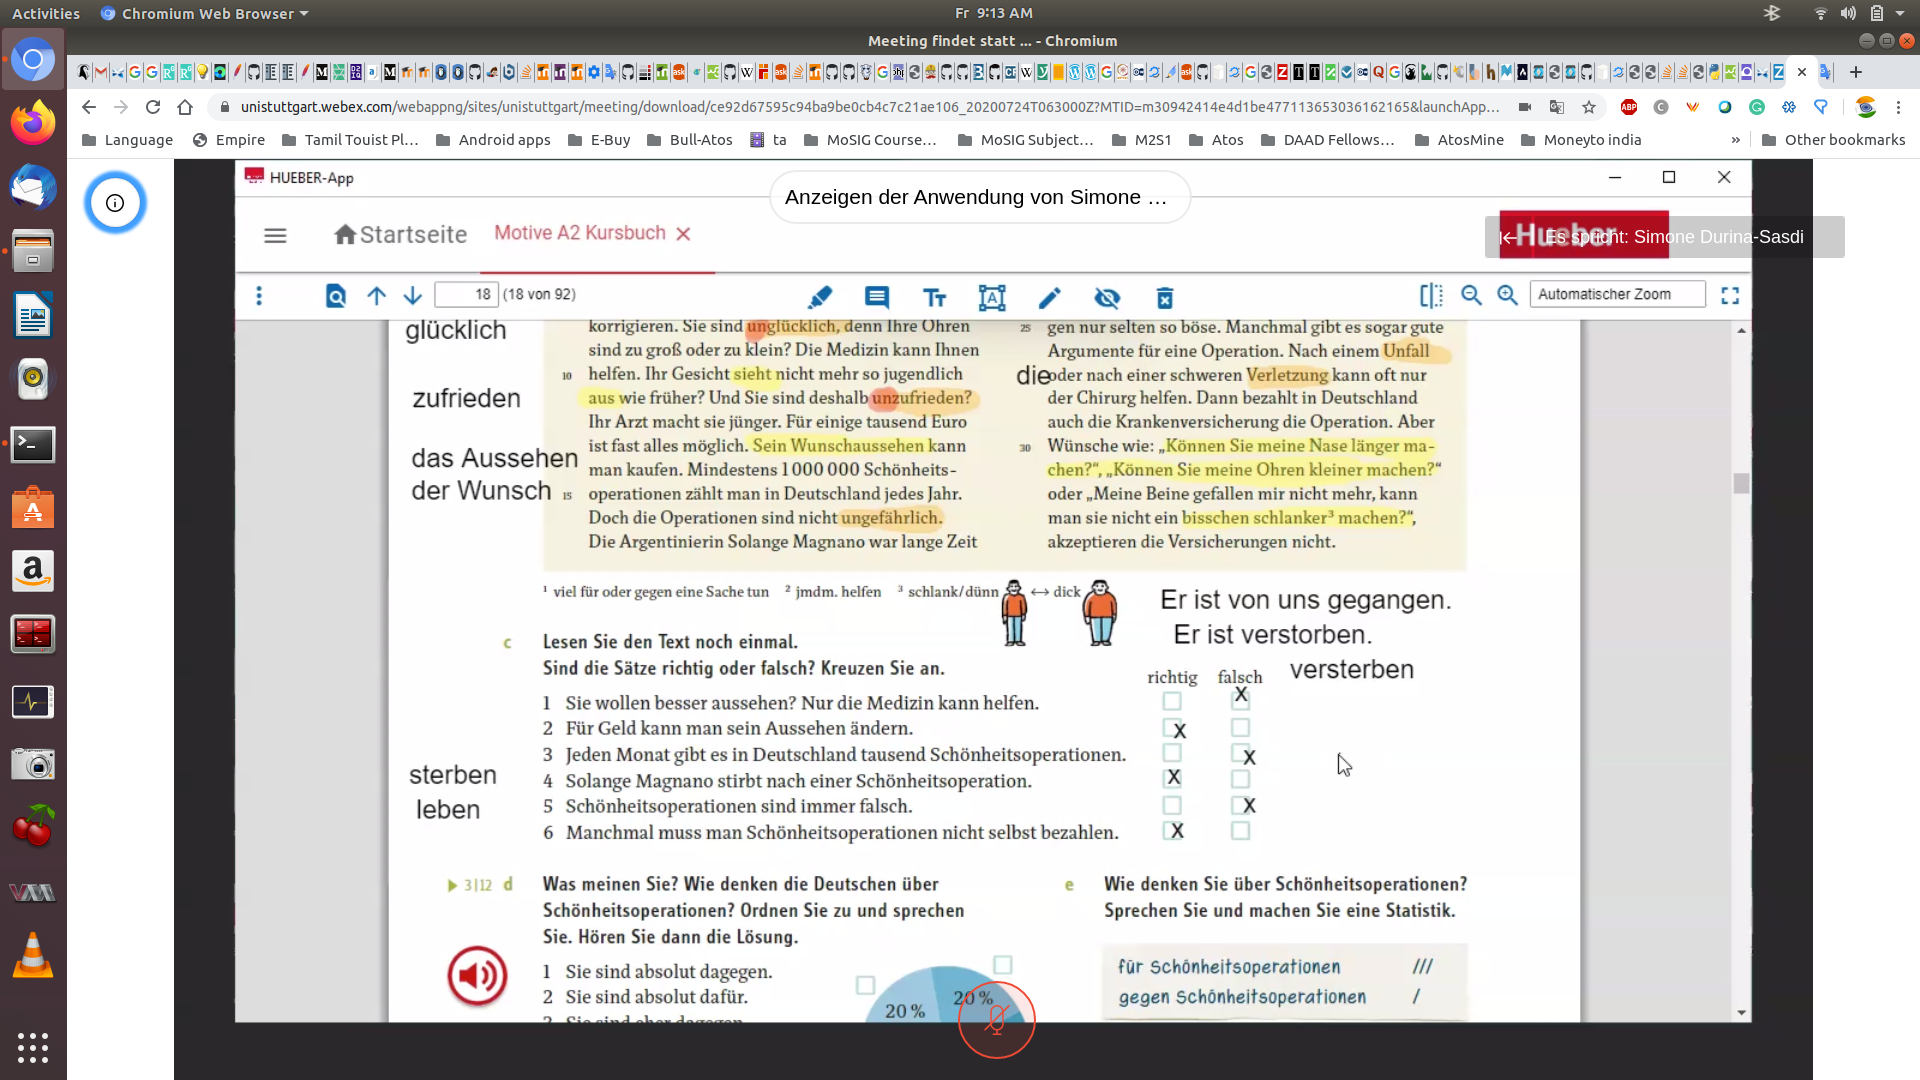 Activities
Chromium Web Browser
Fr 9:13 AM
Meeting findet statt ... - Chromium
unistuttgart.webex.com/webappng/sites/unistuttgart/meeting/download/ce92d67595c94ba9be0cb4c7c21ae106_20200724T063000Z?MTID=m30942414e4d1be477113653036162165&launchApp...
Language
Empire
Tamil Touist Pl...
Android apps
E-Buy
Bull-Atos
ta
MoSIG Course...
MoSIG Subject...
M2S1
Atos
DAAD Fellows...
AtosMine
Moneyto india
»
Other bookmarks
HUEBER-App
Anzeigen der Anwendung von Simone ...
Startseite
Motive A2 Kursbuch
Hueber
Es spricht: Simone Durina-Sasdi
18 (18 von 92)
Automatischer Zoom
glücklich
zufrieden
das Aussehen
der Wunsch
korrigieren. Sie sind unglücklich, denn Ihre Ohren
sind zu groß oder zu klein? Die Medizin kann Ihnen
10 helfen. Ihr Gesicht sieht nicht mehr so jugendlich
aus wie früher? Und Sie sind deshalb unzufrieden?
Ihr Arzt macht sie jünger. Für einige tausend Euro
ist fast alles möglich. Sein Wunschaussehen kann
man kaufen. Mindestens 1 000 000 Schönheits-
15 operationen zählt man in Deutschland jedes Jahr.
Doch die Operationen sind nicht ungefährlich.
Die Argentinierin Solange Magnano war lange Zeit
25 gen nur selten so böse. Manchmal gibt es sogar gute
Argumente für eine Operation. Nach einem Unfall
die
oder nach einer schweren Verletzung kann oft nur
der Chirurg helfen. Dann bezahlt in Deutschland
auch die Krankenversicherung die Operation. Aber
30 Wünsche wie: „Können Sie meine Nase länger ma-
chen?“, „Können Sie meine Ohren kleiner machen?“
oder „Meine Beine gefallen mir nicht mehr, kann
man sie nicht ein bisschen schlanker³ machen?“,
akzeptieren die Versicherungen nicht.
¹ viel für oder gegen eine Sache tun ² jmdm. helfen ³ schlank/dünn ↔ dick
Er ist von uns gegangen.
Er ist verstorben.
versterben
c Lesen Sie den Text noch einmal.
Sind die Sätze richtig oder falsch? Kreuzen Sie an.
richtig falsch
1 Sie wollen besser aussehen? Nur die Medizin kann helfen. X
2 Für Geld kann man sein Aussehen ändern. X
3 Jeden Monat gibt es in Deutschland tausend Schönheitsoperationen. X
4 Solange Magnano stirbt nach einer Schönheitsoperation. X
5 Schönheitsoperationen sind immer falsch. X
6 Manchmal muss man Schönheitsoperationen nicht selbst bezahlen. X
sterben
leben
3|12 d Was meinen Sie? Wie denken die Deutschen über
Schönheitsoperationen? Ordnen Sie zu und sprechen
Sie. Hören Sie dann die Lösung.
1 Sie sind absolut dagegen.
2 Sie sind absolut dafür.
3 Sie sind eher dagegen.
20 %
20 %
e Wie denken Sie über Schönheitsoperationen?
Sprechen Sie und machen Sie eine Statistik.
für Schönheitsoperationen ///
gegen Schönheitsoperationen /